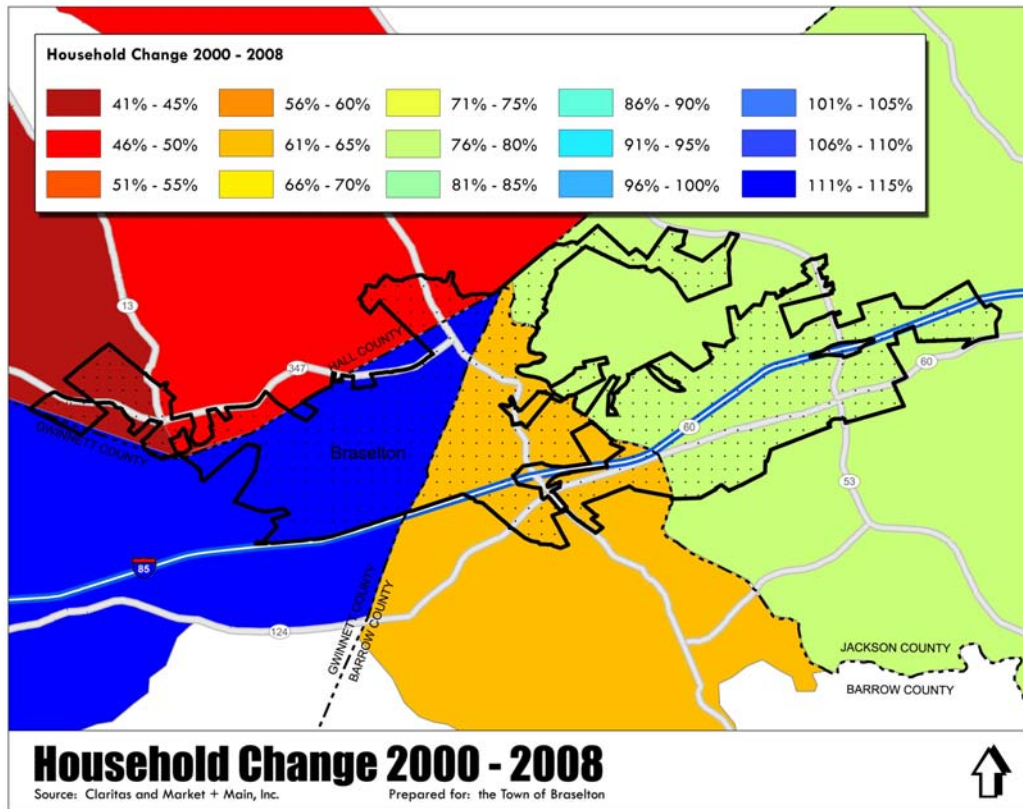 Household Change 2000 - 2008
41% - 45%
56% - 60%
71% - 75%
86% - 90%
101% - 105%
46% - 50%
61% - 65%
76% - 80%
91% - 95%
106% - 110%
51% - 55%
66% - 70%
81% - 85%
96% - 100%
111% - 115%
13
347
HALL COUNTY
GWINNETT COUNTY
Braselton
60
60
53
85
124
GWINNETT COUNTY
BARROW COUNTY
JACKSON COUNTY
BARROW COUNTY
Household Change 2000 - 2008
Source: Claritas and Market + Main, Inc.
Prepared for: the Town of Braselton